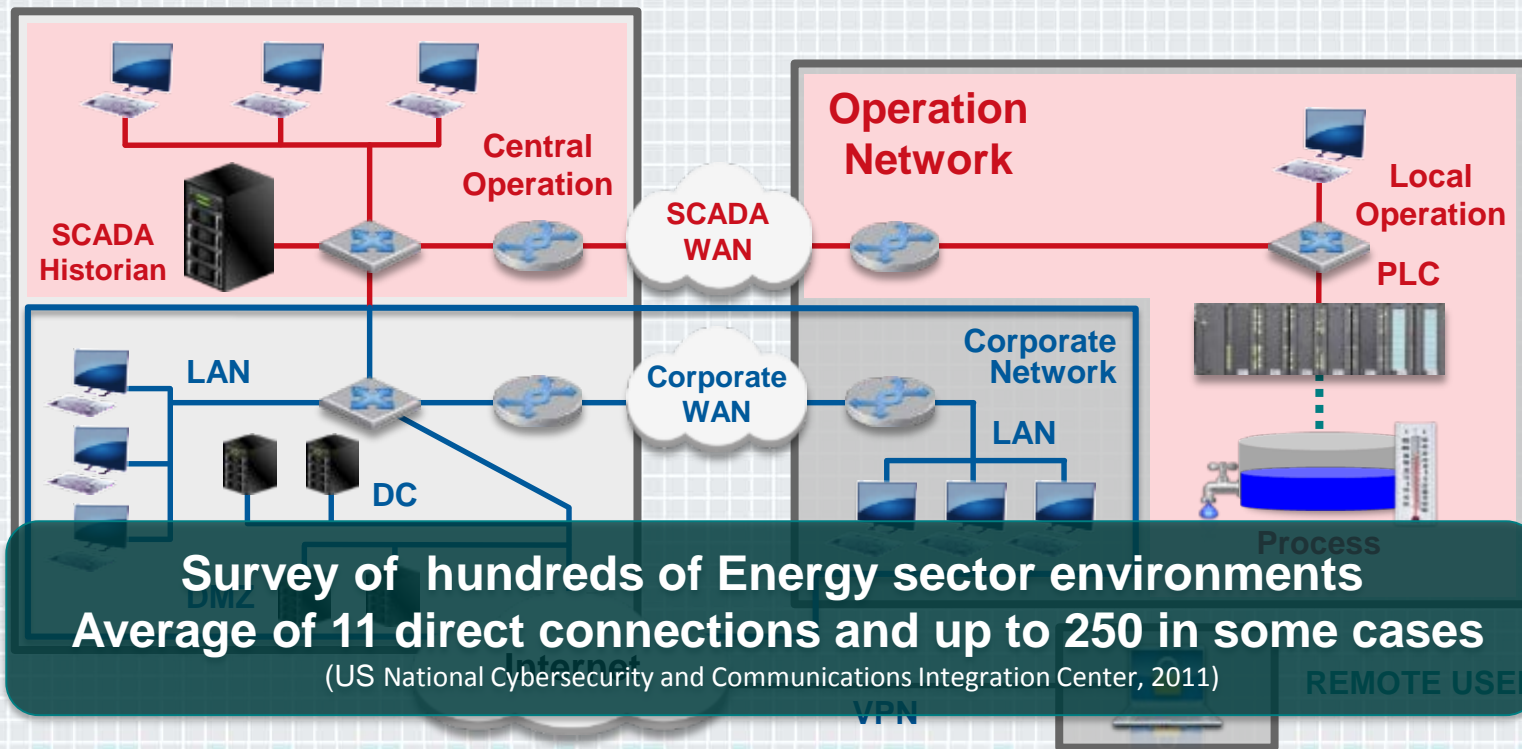 Operation
Network
Central
Operation
SCADA
Historian
SCADA
WAN
Local
Operation
PLC
LAN
Corporate
WAN
Corporate
Network
LAN
DC
Process
DMZ
Survey of hundreds of Energy sector environments
Average of 11 direct connections and up to 250 in some cases
Internet
(US National Cybersecurity and Communications Integration Center, 2011)
REMOTE USER
VPN